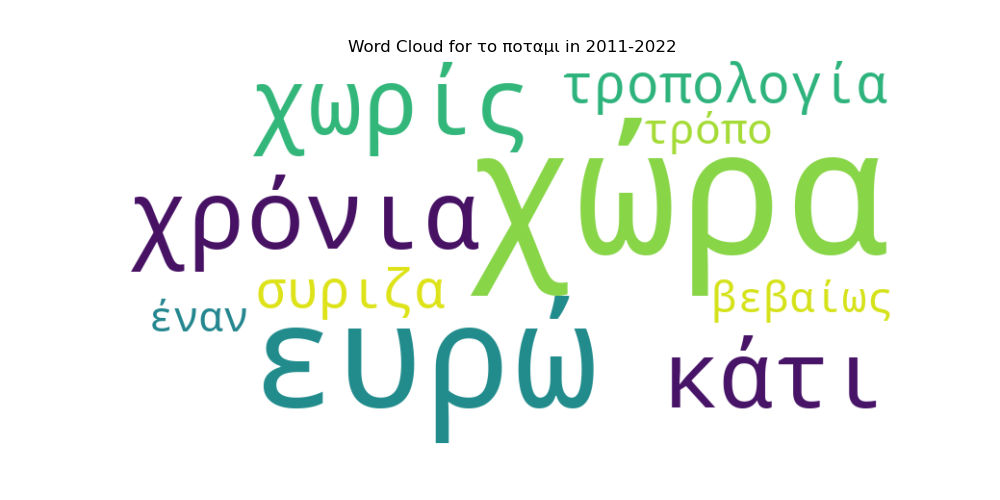 Word Cloud for το ποταμι in 2011-2022
χωρίς
τροπολογία
τρόπο
χώρα
χρόνια
συριζα
βεβαίως
έναν
ευρώ
κάτι